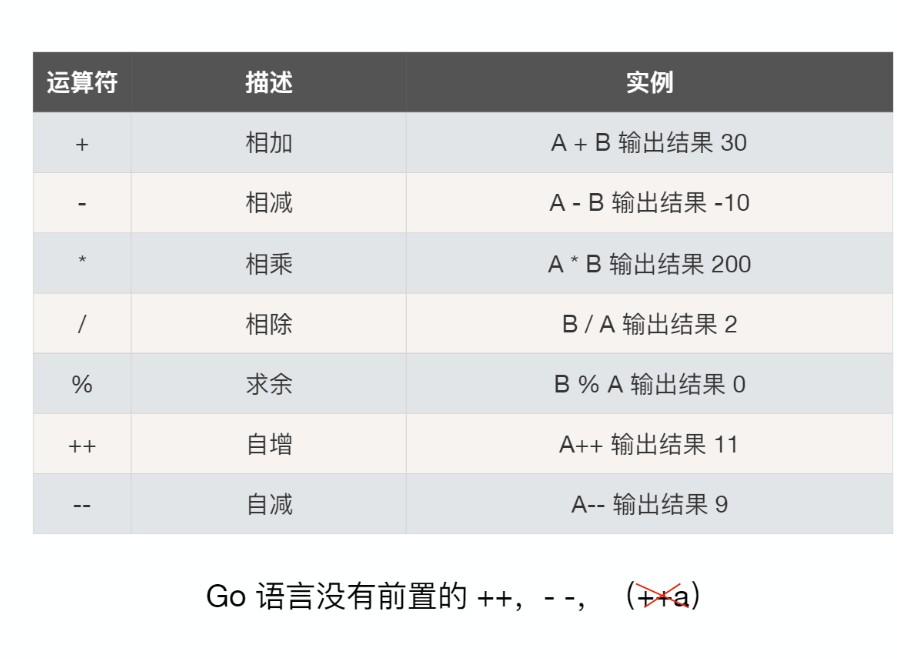 运算符 描述 实例
+ 相加 A + B 输出结果 30
- 相减 A - B 输出结果 -10
* 相乘 A * B 输出结果 200
/ 相除 B / A 输出结果 2
% 求余 B % A 输出结果 0
++ 自增 A++ 输出结果 11
-- 自减 A-- 输出结果 9
Go 语言没有前置的 ++，- -，（++a）